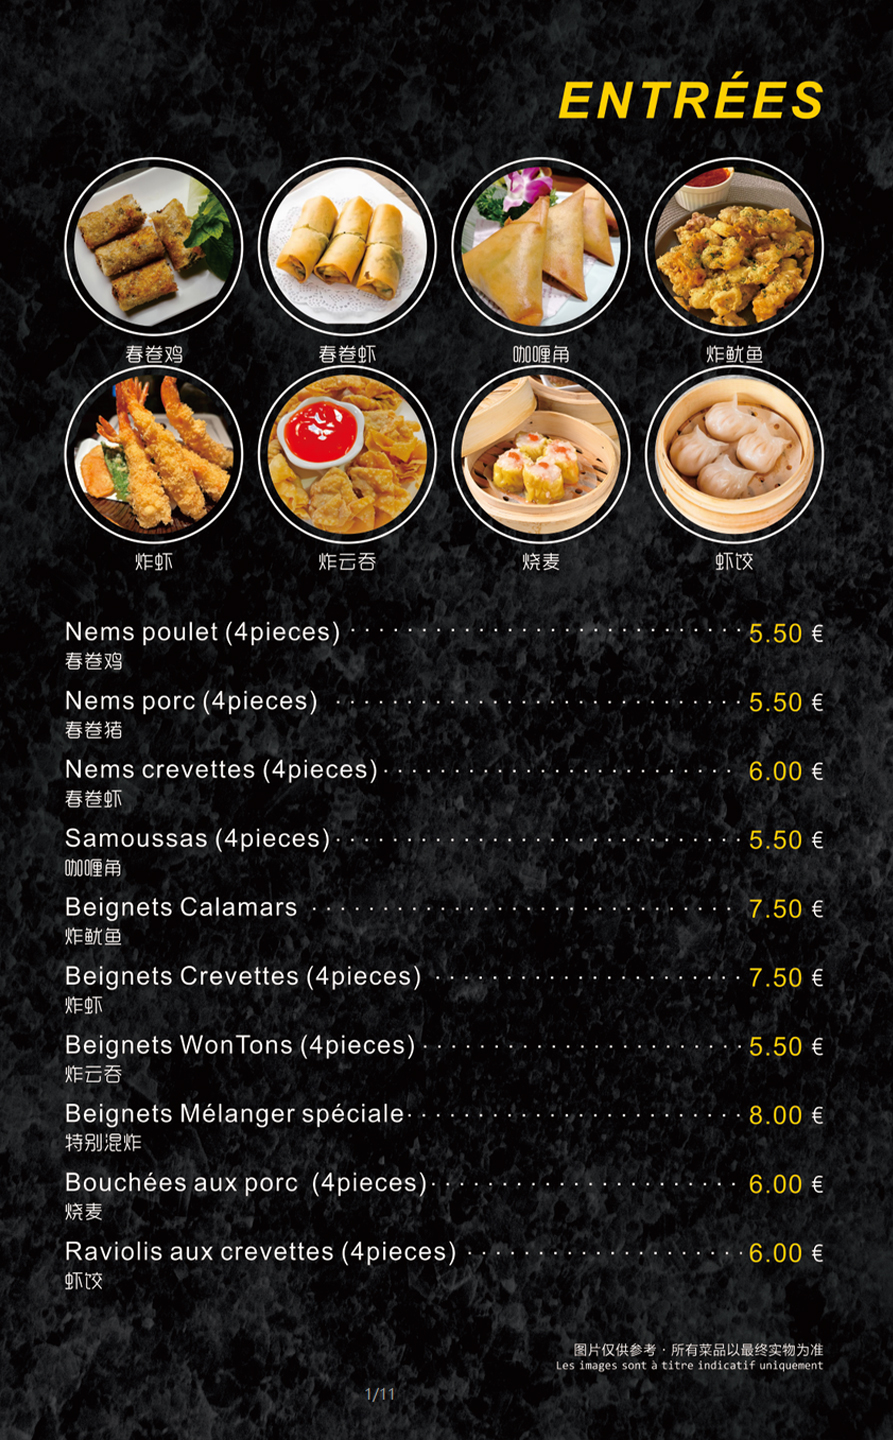 ENTRÉES
春卷鸡
春卷虾
咖喱角
炸鱿鱼
炸虾
炸云吞
烧麦
虾饺
Nems poulet (4pieces) 5.50 €
春卷鸡
Nems porc (4pieces) 5.50 €
春卷猪
Nems crevettes (4pieces) 6.00 €
春卷虾
Samoussas (4pieces) 5.50 €
咖喱角
Beignets Calamars 7.50 €
炸鱿鱼
Beignets Crevettes (4pieces) 7.50 €
炸虾
Beignets WonTons (4pieces) 5.50 €
炸云吞
Beignets Mélanger spéciale 8.00 €
特别混炸
Bouchées aux porc (4pieces) 6.00 €
烧麦
Raviolis aux crevettes (4pieces) 6.00 €
虾饺
图片仅供参考 · 所有菜品以最终实物为准
Les images sont à titre indicatif uniquement
1/11